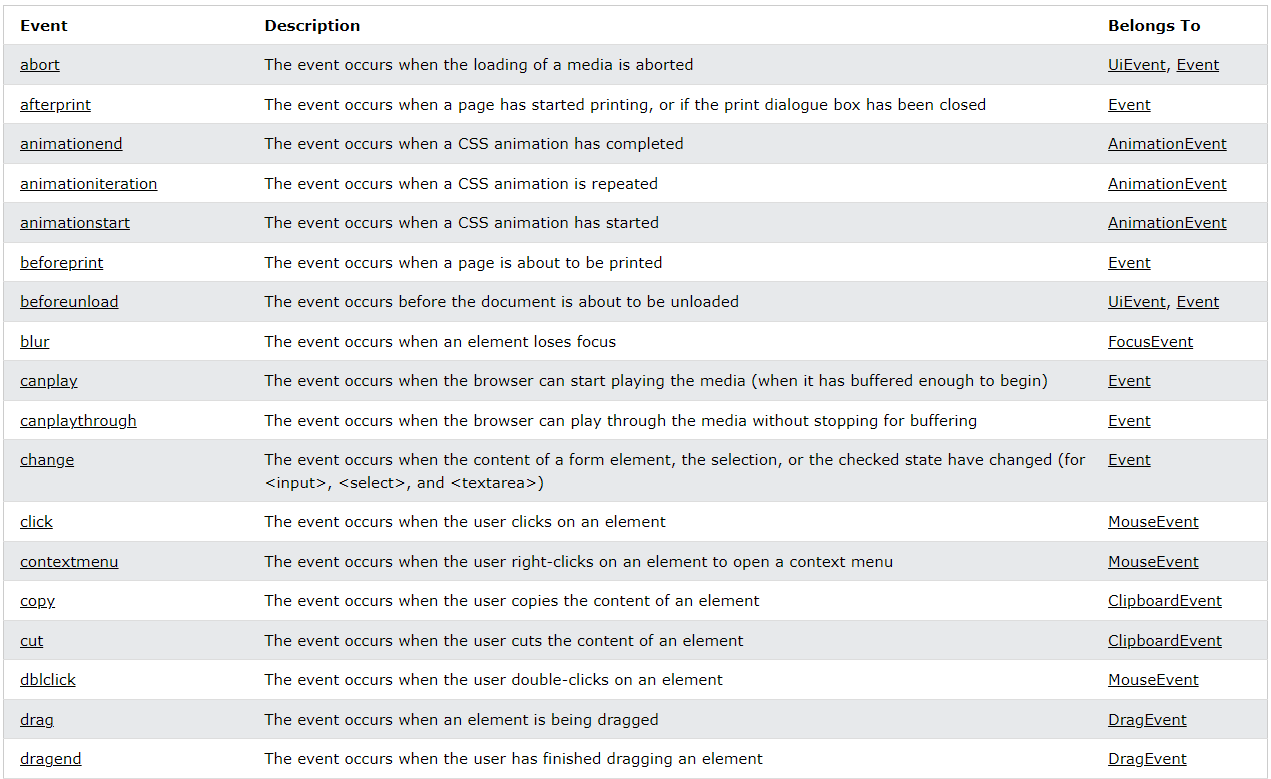 Event Description Belongs To
abort The event occurs when the loading of a media is aborted UiEvent, Event
afterprint The event occurs when a page has started printing, or if the print dialogue box has been closed Event
animationend The event occurs when a CSS animation has completed AnimationEvent
animationiteration The event occurs when a CSS animation is repeated AnimationEvent
animationstart The event occurs when a CSS animation has started AnimationEvent
beforeprint The event occurs when a page is about to be printed Event
beforeunload The event occurs before the document is about to be unloaded UiEvent, Event
blur The event occurs when an element loses focus FocusEvent
canplay The event occurs when the browser can start playing the media (when it has buffered enough to begin) Event
canplaythrough The event occurs when the browser can play through the media without stopping for buffering Event
change The event occurs when the content of a form element, the selection, or the checked state have changed (for Event
<input>, <select>, and <textarea>)
click The event occurs when the user clicks on an element MouseEvent
contextmenu The event occurs when the user right-clicks on an element to open a context menu MouseEvent
copy The event occurs when the user copies the content of an element ClipboardEvent
cut The event occurs when the user cuts the content of an element ClipboardEvent
dblclick The event occurs when the user double-clicks on an element MouseEvent
drag The event occurs when an element is being dragged DragEvent
dragend The event occurs when the user has finished dragging an element DragEvent